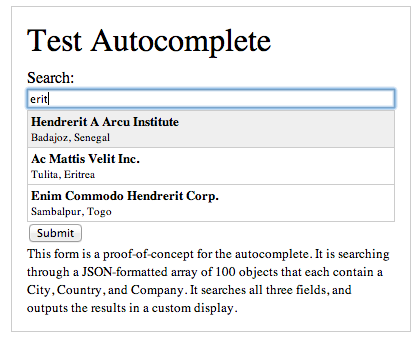 Test Autocomplete
Search:
erit
Hendrerit A Arcu Institute
Badajoz, Senegal
Ac Mattis Velit Inc.
Tulita, Eritrea
Enim Commodo Hendrerit Corp.
Sambalpur, Togo
Submit
This form is a proof-of-concept for the autocomplete. It is searching
through a JSON-formatted array of 100 objects that each contain a
City, Country, and Company. It searches all three fields, and
outputs the results in a custom display.